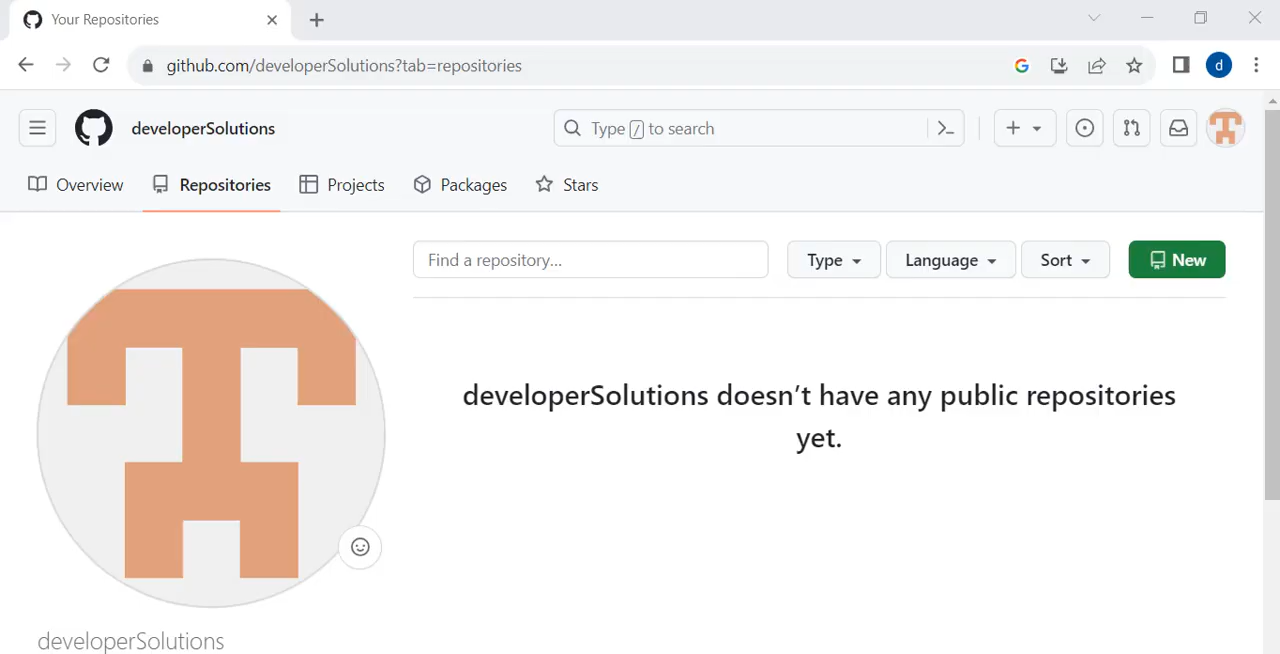 Your Repositories
github.com/developerSolutions?tab=repositories
d
developerSolutions
Type / to search
Overview
Repositories
Projects
Packages
Stars
Find a repository...
Type
Language
Sort
New
developerSolutions doesn’t have any public repositories
yet.
developerSolutions